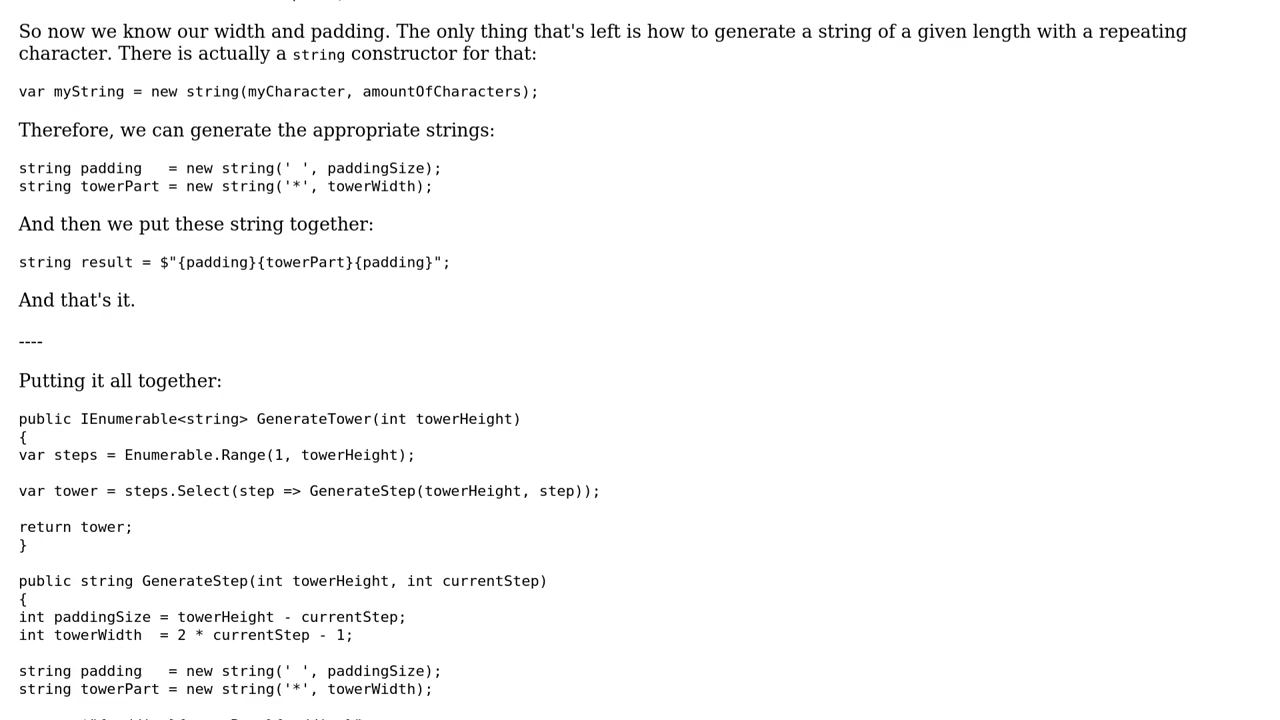 So now we know our width and padding. The only thing that's left is how to generate a string of a given length with a repeating
character. There is actually a string constructor for that:
var myString = new string(myCharacter, amountOfCharacters);
Therefore, we can generate the appropriate strings:
string padding   = new string(' ', paddingSize);
string towerPart = new string('*', towerWidth);
And then we put these string together:
string result = $"{padding}{towerPart}{padding}";
And that's it.
----
Putting it all together:
public IEnumerable<string> GenerateTower(int towerHeight)
{
var steps = Enumerable.Range(1, towerHeight);
var tower = steps.Select(step => GenerateStep(towerHeight, step));
return tower;
}
public string GenerateStep(int towerHeight, int currentStep)
{
int paddingSize = towerHeight - currentStep;
int towerWidth  = 2 * currentStep - 1;
string padding   = new string(' ', paddingSize);
string towerPart = new string('*', towerWidth);